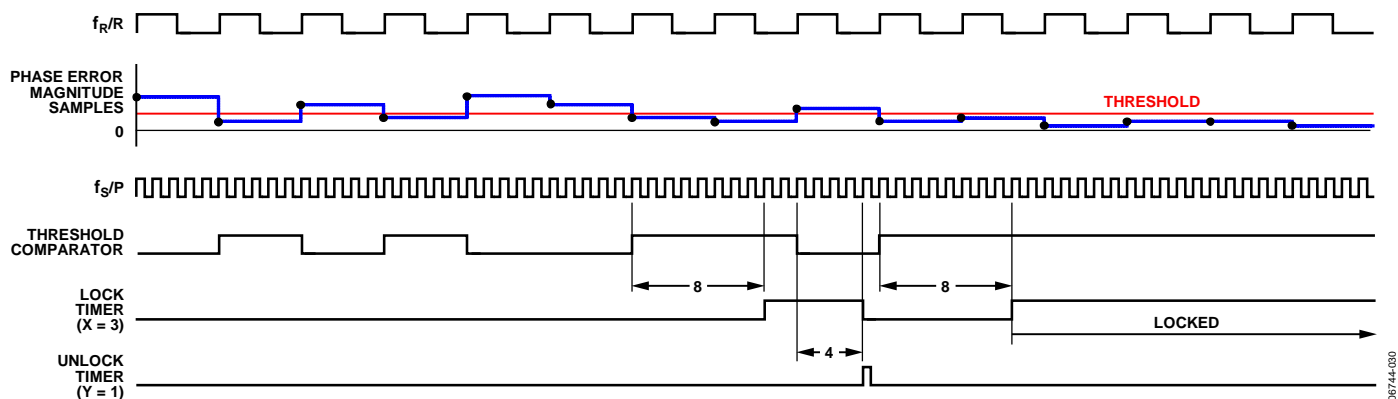 fR/R
PHASE ERROR
MAGNITUDE
SAMPLES
THRESHOLD
0
fS/P
THRESHOLD
COMPARATOR
8
8
LOCK
TIMER
(X = 3)
LOCKED
4
UNLOCK
TIMER
(Y = 1)
06744-030